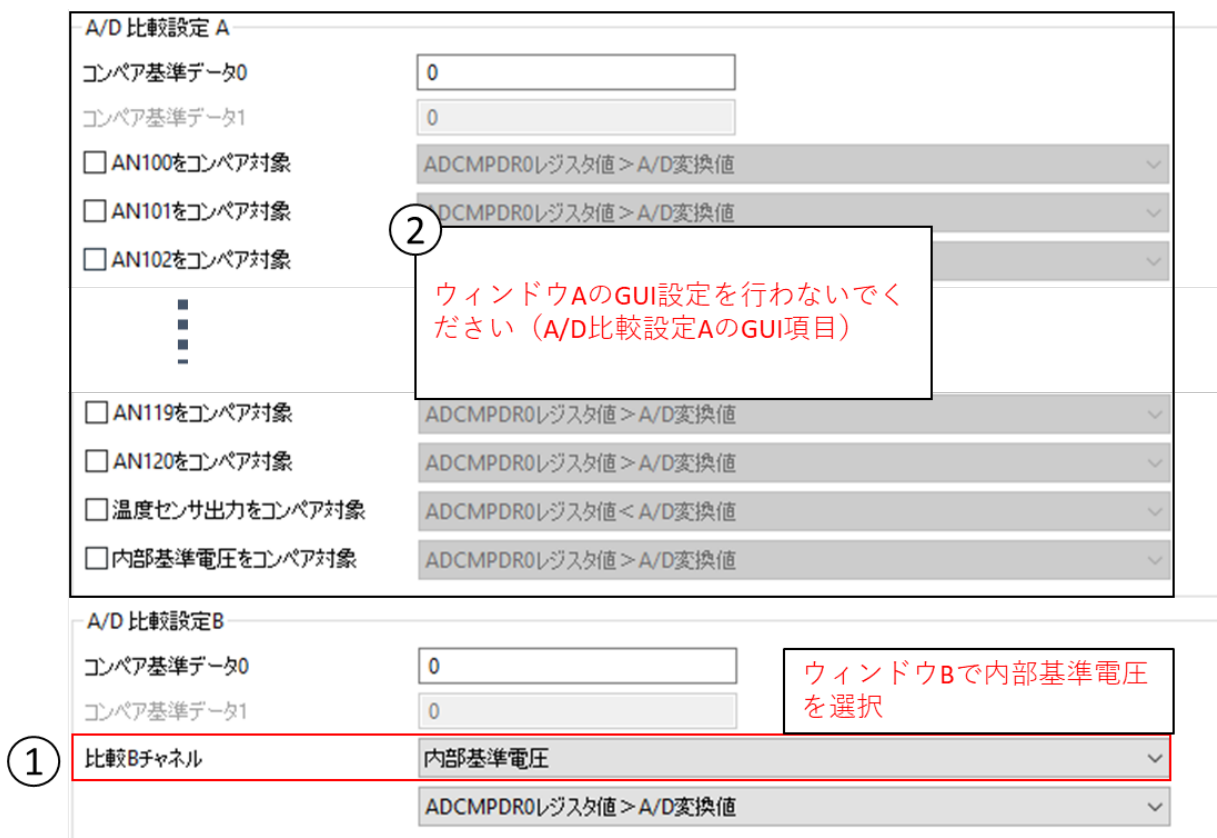 A/D 比較設定 A
コンペア基準データ0
0
コンペア基準データ1
0
AN100をコンペア対象
ADCMPDR0レジスタ値＞A/D変換値
AN101をコンペア対象
ADCMPDR0レジスタ値＞A/D変換値
AN102をコンペア対象
②
ウィンドウAのGUI設定を行わないでく
ださい（A/D比較設定AのGUI項目）
AN119をコンペア対象
ADCMPDR0レジスタ値＞A/D変換値
AN120をコンペア対象
ADCMPDR0レジスタ値＞A/D変換値
温度センサ出力をコンペア対象
ADCMPDR0レジスタ値＜A/D変換値
内部基準電圧をコンペア対象
ADCMPDR0レジスタ値＞A/D変換値
A/D 比較設定B
コンペア基準データ0
0
コンペア基準データ1
0
ウィンドウBで内部基準電圧
を選択
①
比較Bチャネル
内部基準電圧
ADCMPDR0レジスタ値＞A/D変換値